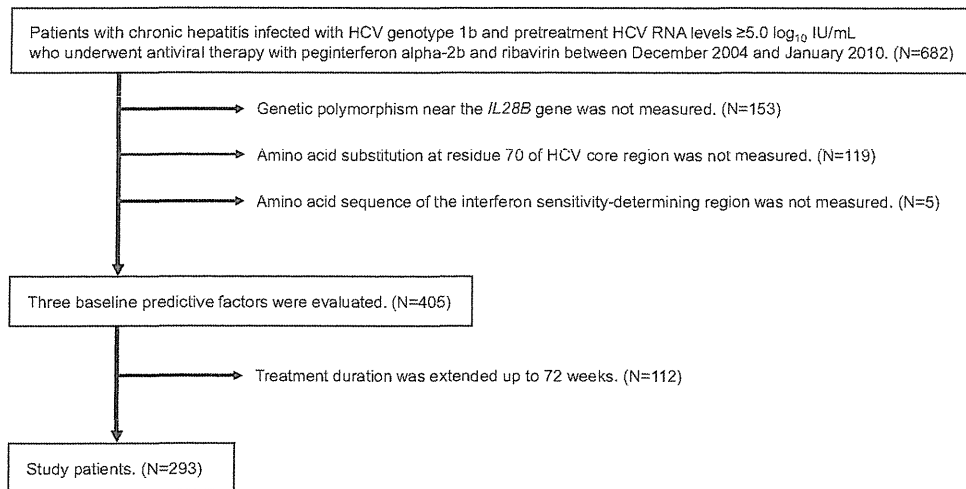 Patients with chronic hepatitis infected with HCV genotype 1b and pretreatment HCV RNA levels ≥5.0 log₁₀ IU/mL
who underwent antiviral therapy with peginterferon alpha-2b and ribavirin between December 2004 and January 2010. (N=682)
Genetic polymorphism near the IL28B gene was not measured. (N=153)
Amino acid substitution at residue 70 of HCV core region was not measured. (N=119)
Amino acid sequence of the interferon sensitivity-determining region was not measured. (N=5)
Three baseline predictive factors were evaluated. (N=405)
Treatment duration was extended up to 72 weeks. (N=112)
Study patients. (N=293)